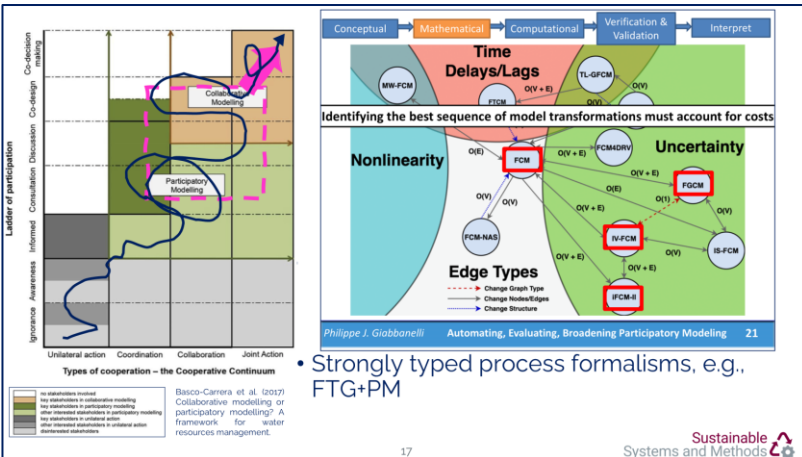 Ladder of participation
Co-decision making
Co-design
Discussion
Consultation
Informed
Awareness
Ignorance
Collaborative Modelling
Participatory Modelling
Unilateral action
Coordination
Collaboration
Joint Action
Types of cooperation – the Cooperative Continuum
no stakeholders involved
key stakeholders in collaborative modelling
key stakeholders in participatory modelling
other interested stakeholders in participatory modelling
key stakeholders in unilateral action
other interested stakeholders in unilateral action
disinterested stakeholders
Basco-Carrera et al. (2017)
Collaborative modelling or
participatory modelling? A
framework for water
resources management.
Conceptual
Mathematical
Computational
Verification &
Validation
Interpret
Time
Delays/Lags
MW-FCM
FTCM
TL-GFCM
O(V + E)
O(V)
O(V)
Identifying the best sequence of model transformations must account for costs
Nonlinearity
O(E)
FCM
O(V + E)
FCM4DRV
Uncertainty
O(V + E)
FGCM
O(E)
O(1)
O(V)
O(V)
O(V)
FCM-NAS
O(V + E)
O(V + E)
IV-FCM
O(V)
IS-FCM
O(V + E)
iFCM-II
Edge Types
Change Graph Type
Change Nodes/Edges
Change Structure
Philippe J. Giabbanelli Automating, Evaluating, Broadening Participatory Modeling 21
• Strongly typed process formalisms, e.g.,
FTG+PM
17
Sustainable
Systems and Methods